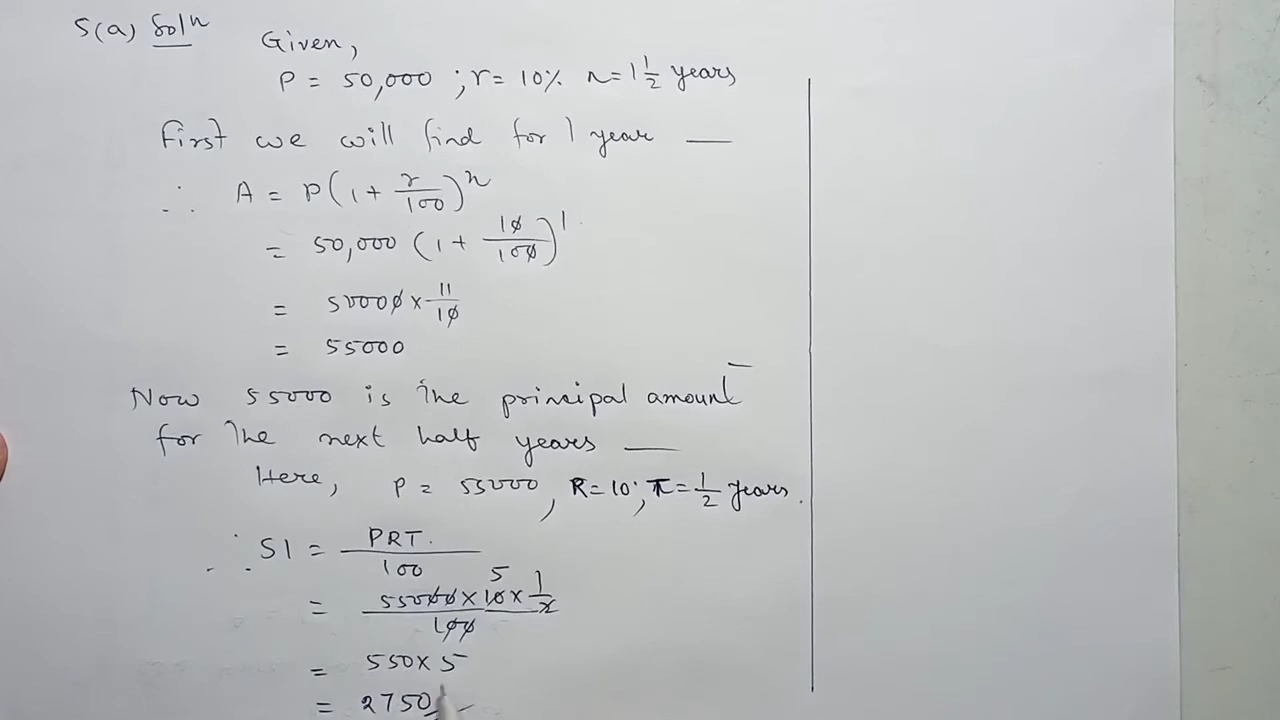 5(a) Solⁿ Given,
P = 50,000 ; r = 10% n = 1 1/2 years
First we will find for 1 year —
∴ A = P(1 + r/100)ⁿ
= 50,000 (1 + 10/100)¹
= 50000 × 11/10
= 55000
Now 55000 is the principal amount
for the next half years —
Here, P = 55000, R = 10; T = 1/2 years.
∴ SI = PRT./100
= 55000 × 10 × 1/2 / 100 5
= 550 × 5
= 2750